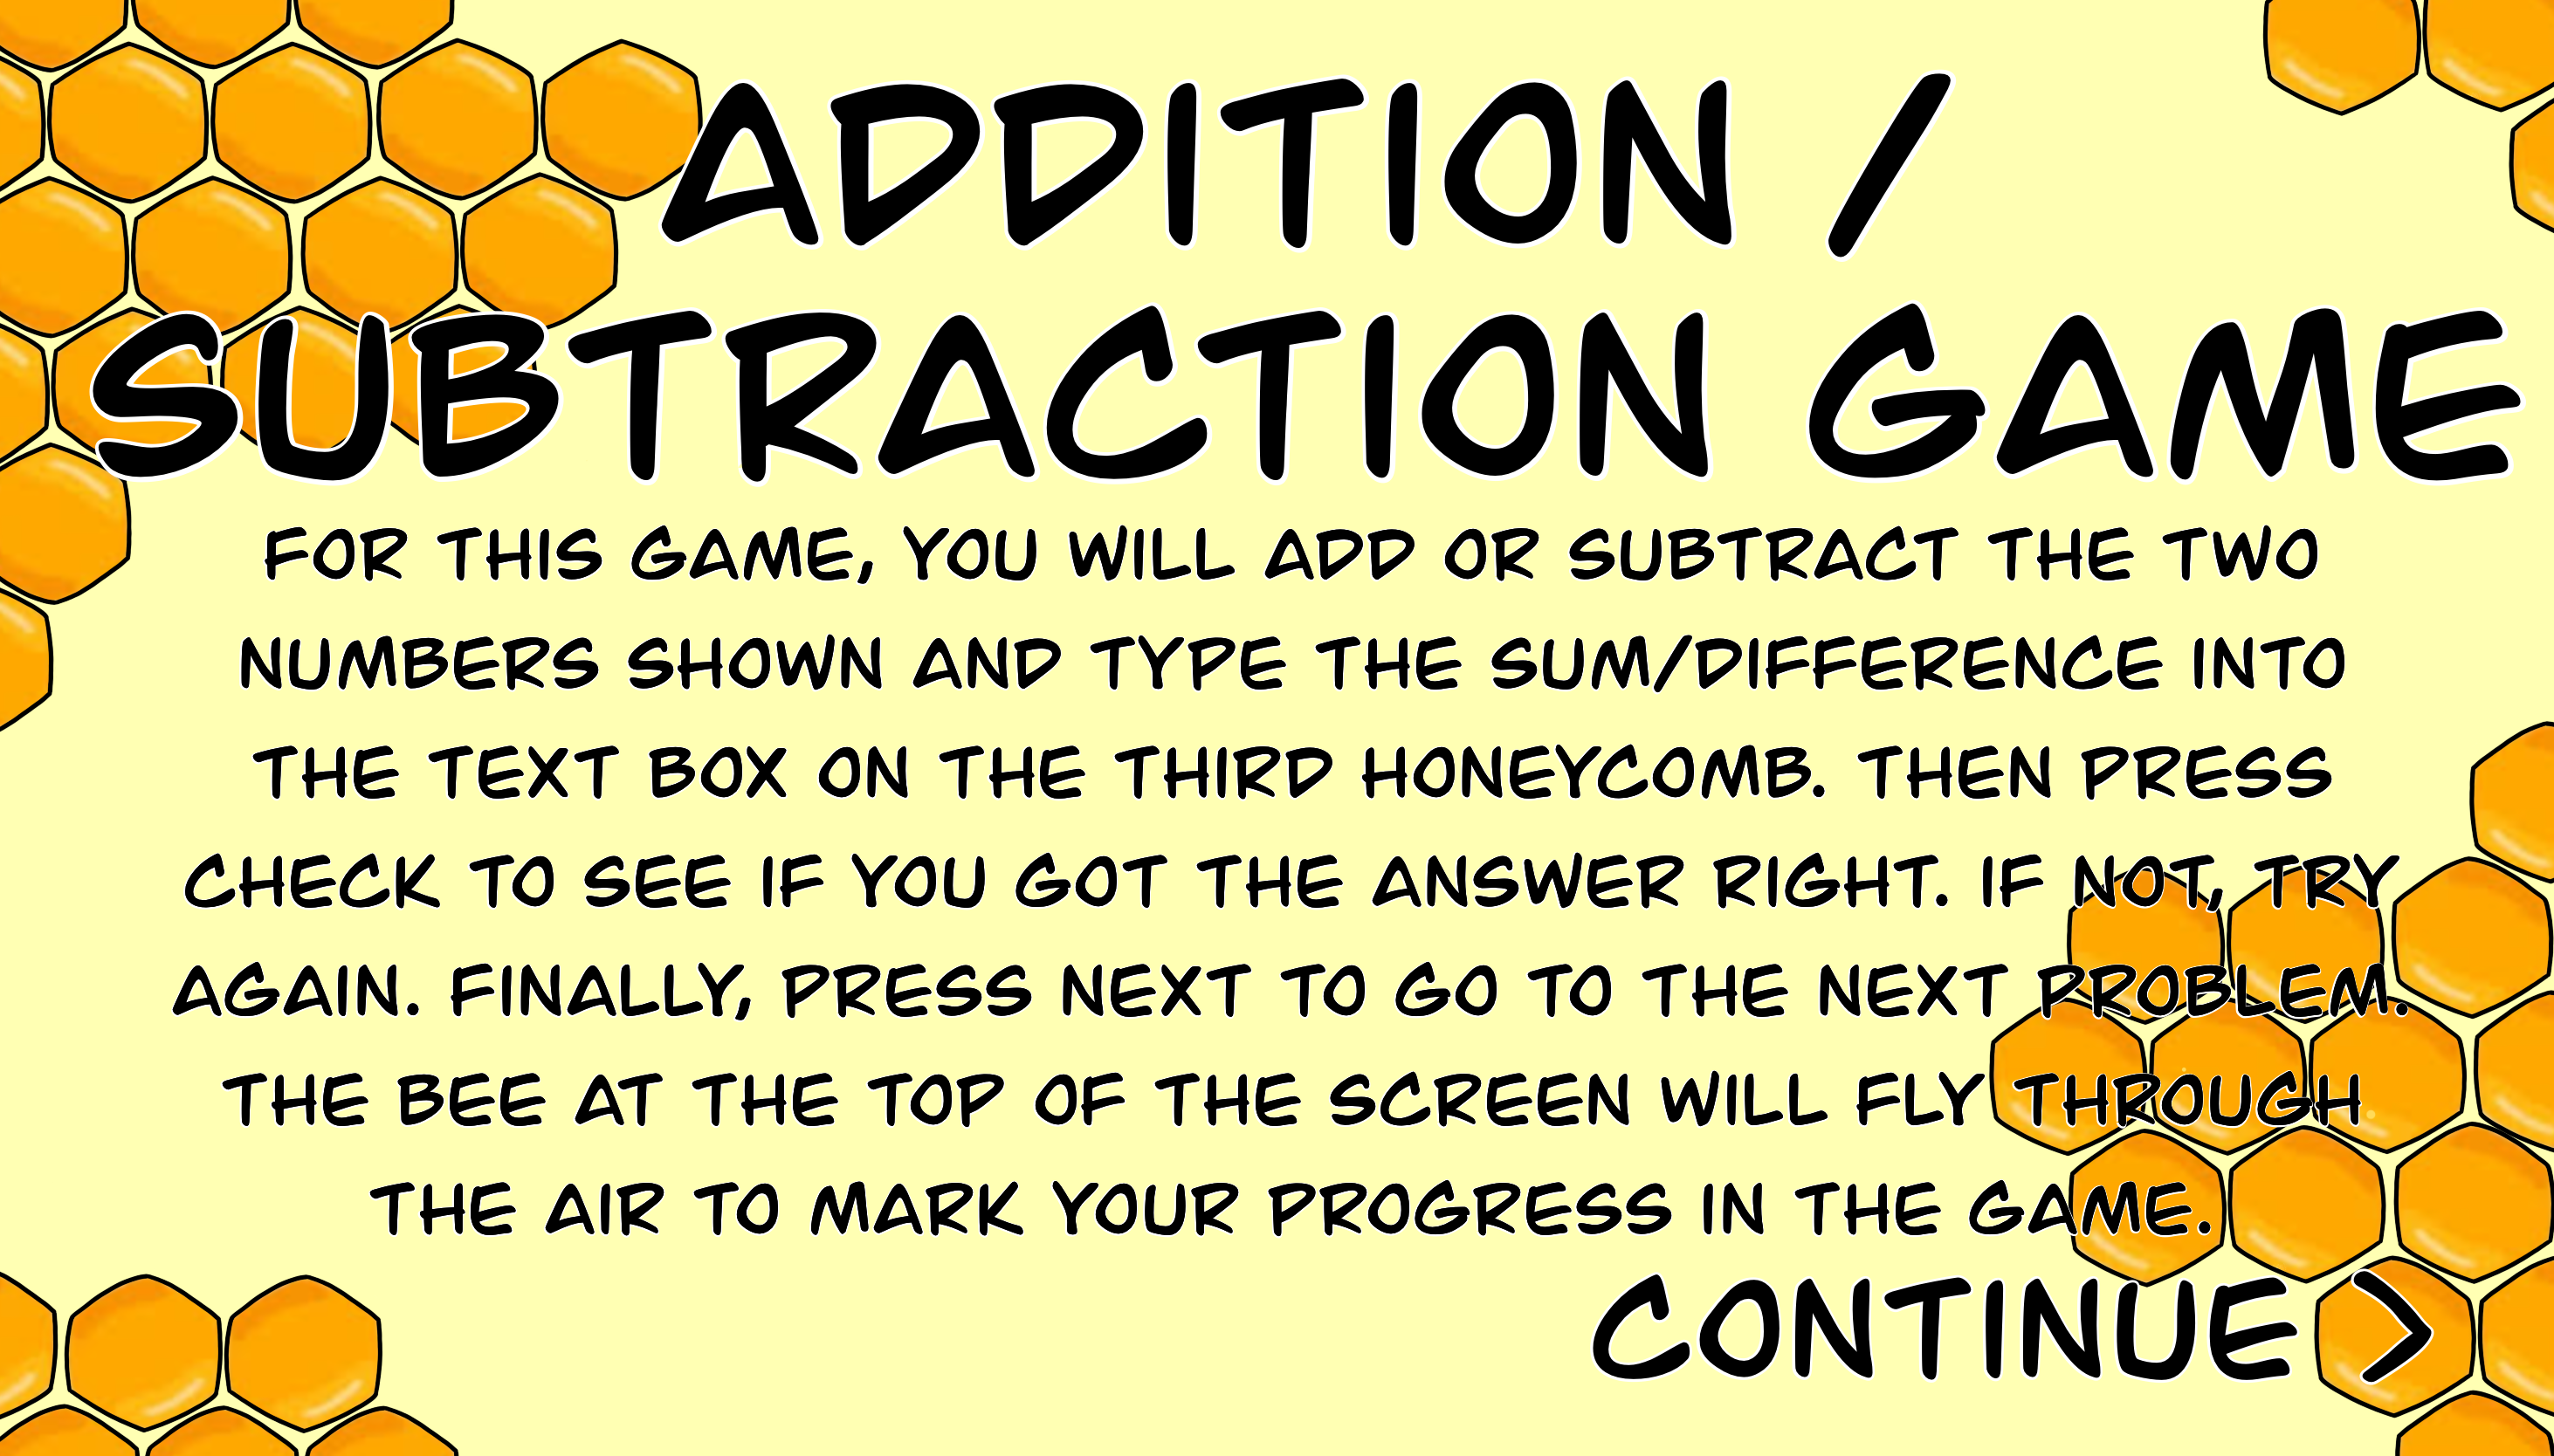 ADDITION /
SUBTRACTION GAME
FOR THIS GAME, YOU WILL ADD OR SUBTRACT THE TWO
NUMBERS SHOWN AND TYPE THE SUM/DIFFERENCE INTO
THE TEXT BOX ON THE THIRD HONEYCOMB. THEN PRESS
CHECK TO SEE IF YOU GOT THE ANSWER RIGHT. IF NOT, TRY
AGAIN. FINALLY, PRESS NEXT TO GO TO THE NEXT PROBLEM.
THE BEE AT THE TOP OF THE SCREEN WILL FLY THROUGH
THE AIR TO MARK YOUR PROGRESS IN THE GAME.
CONTINUE >